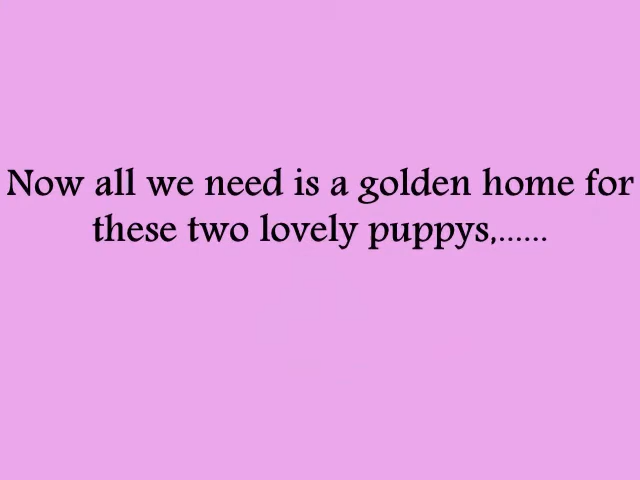 Now all we need is a golden home for
these two lovely puppys,......